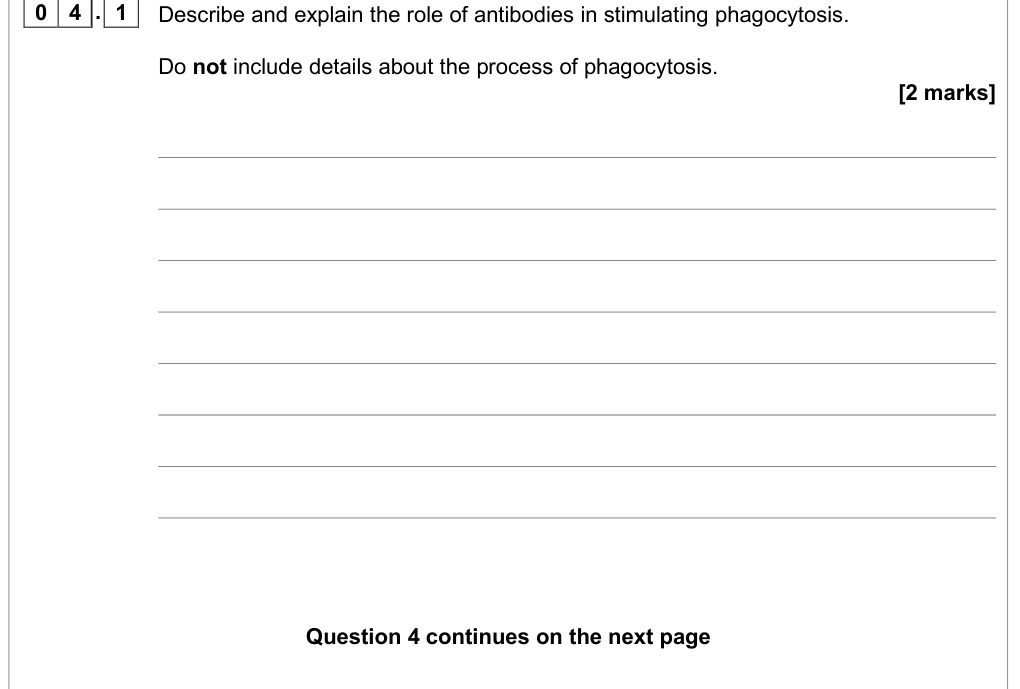 0 4 . 1 Describe and explain the role of antibodies in stimulating phagocytosis.
Do not include details about the process of phagocytosis.
[2 marks]
Question 4 continues on the next page